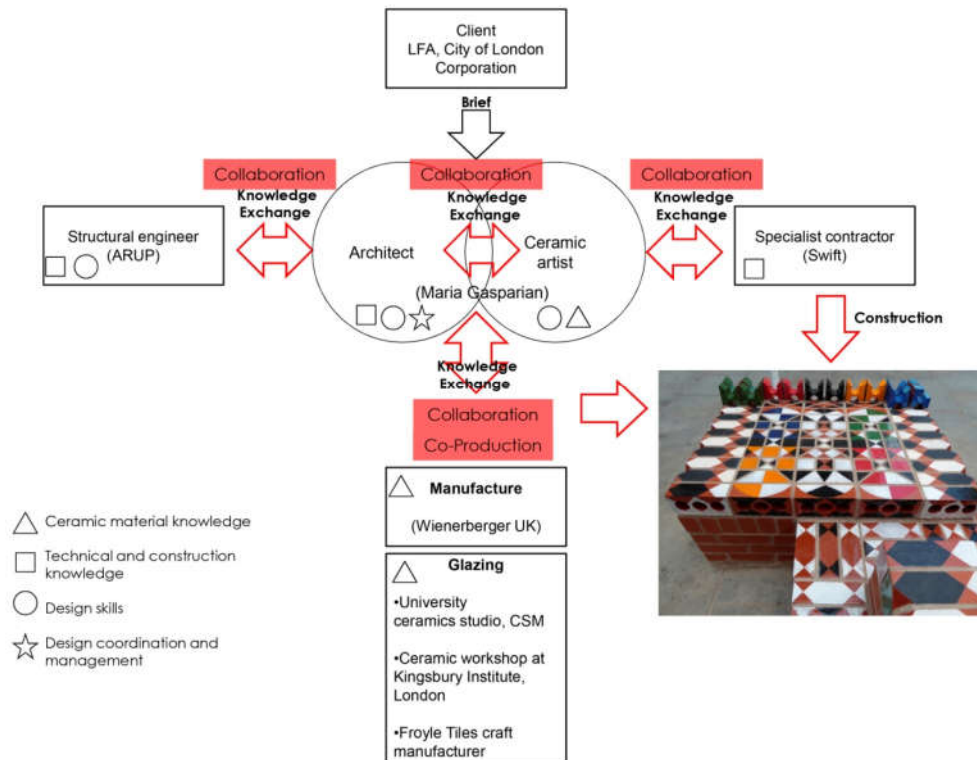 Client
LFA, City of London
Corporation
Brief
Collaboration
Collaboration
Collaboration
Knowledge
Exchange
Knowledge
Exchange
Knowledge
Exchange
Structural engineer
(ARUP)
Architect
Ceramic
artist
(Maria Gasparian)
Specialist contractor
(Swift)
Construction
Knowledge
Exchange
Collaboration
Co-Production
Manufacture
(Wienerberger UK)
Glazing
•University
ceramics studio, CSM
•Ceramic workshop at
Kingsbury Institute,
London
•Froyle Tiles craft
manufacturer
Ceramic material knowledge
Technical and construction
knowledge
Design skills
Design coordination and
management